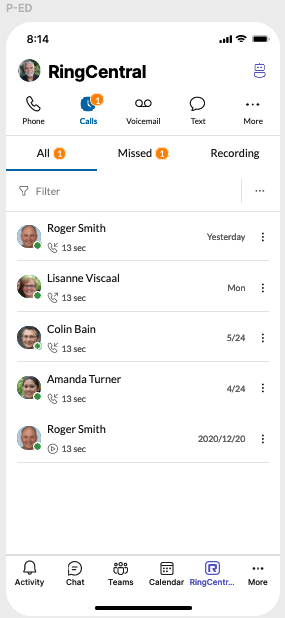 P-ED
8:14
RingCentral
1
Phone Calls Voicemail Text More
All 1 Missed 1 Recording
Filter
Roger Smith
Yesterday
13 sec
Lisanne Viscaal
Mon
13 sec
Colin Bain
5/24
13 sec
Amanda Turner
4/24
13 sec
Roger Smith
2020/12/20
13 sec
Activity Chat Teams Calendar RingCentr... More